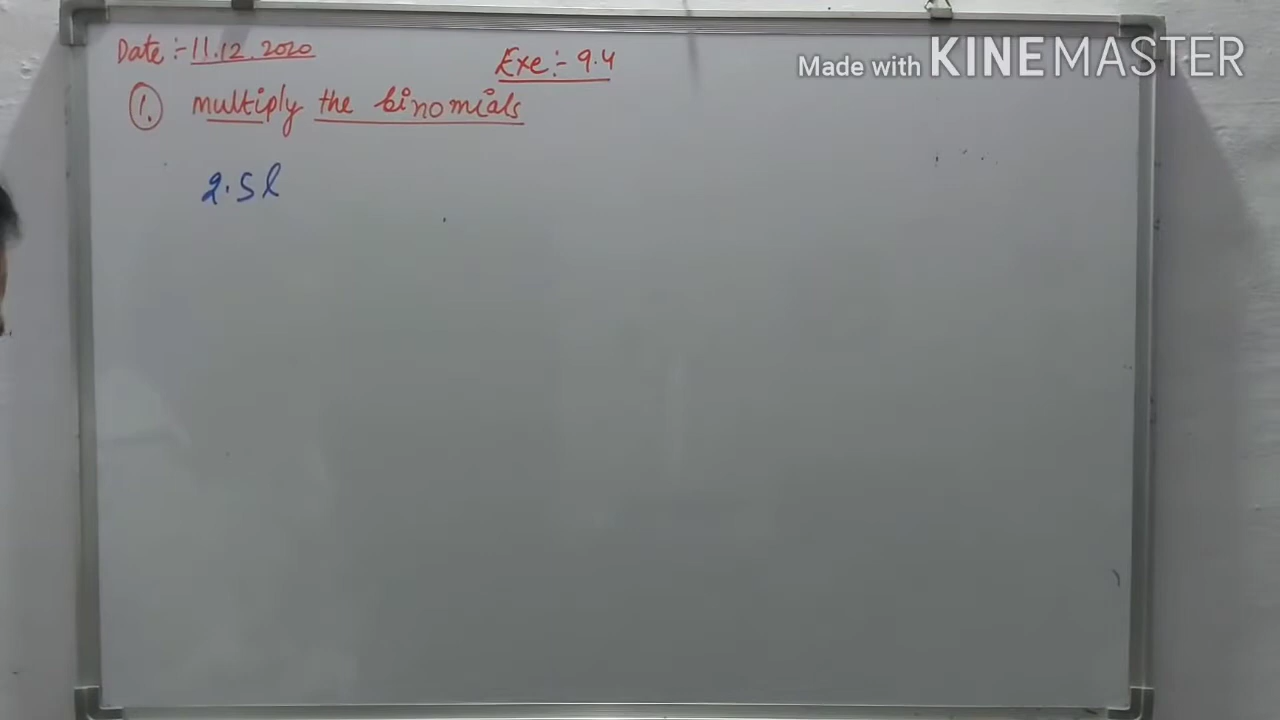 Date :- 11.12.2020
Exe:- 9.4
Made with KINEMASTER
1. multiply the binomials
2.5l